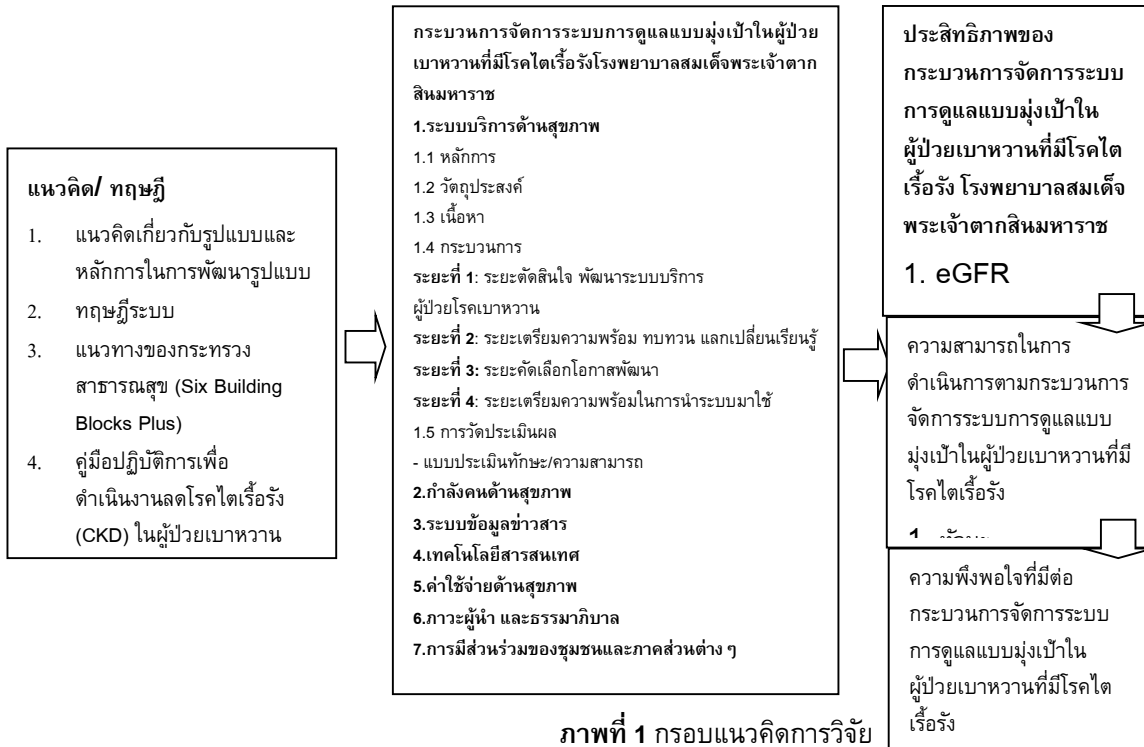 แนวคิด/ ทฤษฎี
1. แนวคิดเกี่ยวกับรูปแบบและ
หลักการในการพัฒนารูปแบบ
2. ทฤษฎีระบบ
3. แนวทางของกระทรวง
สาธารณสุข (Six Building
Blocks Plus)
4. คู่มือปฏิบัติการเพื่อ
ดำเนินงานลดโรคไตเรื้อรัง
(CKD) ในผู้ป่วยเบาหวาน
กระบวนการจัดการระบบการดูแลแบบมุ่งเป้าในผู้ป่วย
เบาหวานที่มีโรคไตเรื้อรังโรงพยาบาลสมเด็จพระเจ้าตาก
สินมหาราช
1.ระบบบริการด้านสุขภาพ
1.1 หลักการ
1.2 วัตถุประสงค์
1.3 เนื้อหา
1.4 กระบวนการ
ระยะที่ 1: ระยะตัดสินใจ พัฒนาระบบบริการ
ผู้ป่วยโรคเบาหวาน
ระยะที่ 2: ระยะเตรียมความพร้อม ทบทวน แลกเปลี่ยนเรียนรู้
ระยะที่ 3: ระยะคัดเลือกโอกาสพัฒนา
ระยะที่ 4: ระยะเตรียมความพร้อมในการนำระบบมาใช้
1.5 การวัดประเมินผล
- แบบประเมินทักษะ/ความสามารถ
2.กำลังคนด้านสุขภาพ
3.ระบบข้อมูลข่าวสาร
4.เทคโนโลยีสารสนเทศ
5.ค่าใช้จ่ายด้านสุขภาพ
6.ภาวะผู้นำ และธรรมาภิบาล
7.การมีส่วนร่วมของชุมชนและภาคส่วนต่าง ๆ
ประสิทธิภาพของ
กระบวนการจัดการระบบ
การดูแลแบบมุ่งเป้าใน
ผู้ป่วยเบาหวานที่มีโรคไต
เรื้อรัง โรงพยาบาลสมเด็จ
พระเจ้าตากสินมหาราช
1. eGFR
ความสามารถในการ
ดำเนินการตามกระบวนการ
จัดการระบบการดูแลแบบ
มุ่งเป้าในผู้ป่วยเบาหวานที่มี
โรคไตเรื้อรัง
ความพึงพอใจที่มีต่อ
กระบวนการจัดการระบบ
การดูแลแบบมุ่งเป้าใน
ผู้ป่วยเบาหวานที่มีโรคไต
เรื้อรัง
ภาพที่ 1 กรอบแนวคิดการวิจัย